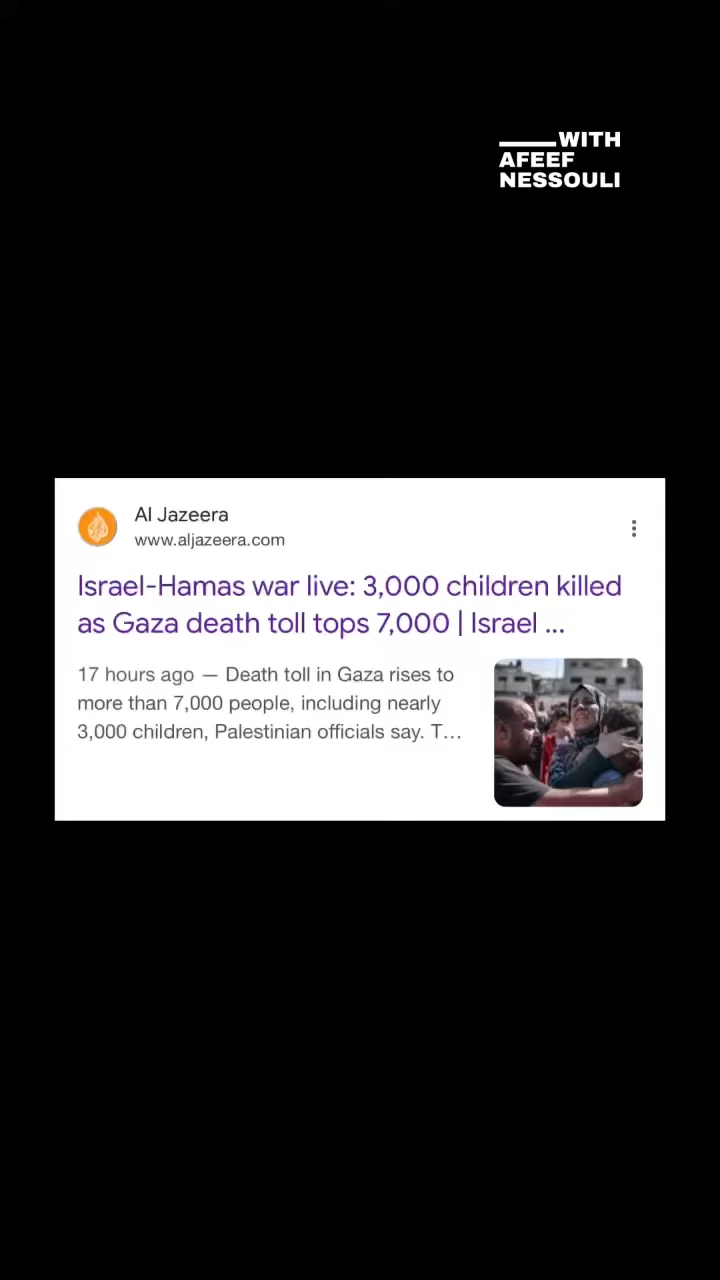 WITH
AFEEF
NESSOULI
Al Jazeera
www.aljazeera.com
Israel-Hamas war live: 3,000 children killed
as Gaza death toll tops 7,000 | Israel ...
17 hours ago — Death toll in Gaza rises to
more than 7,000 people, including nearly
3,000 children, Palestinian officials say. T...